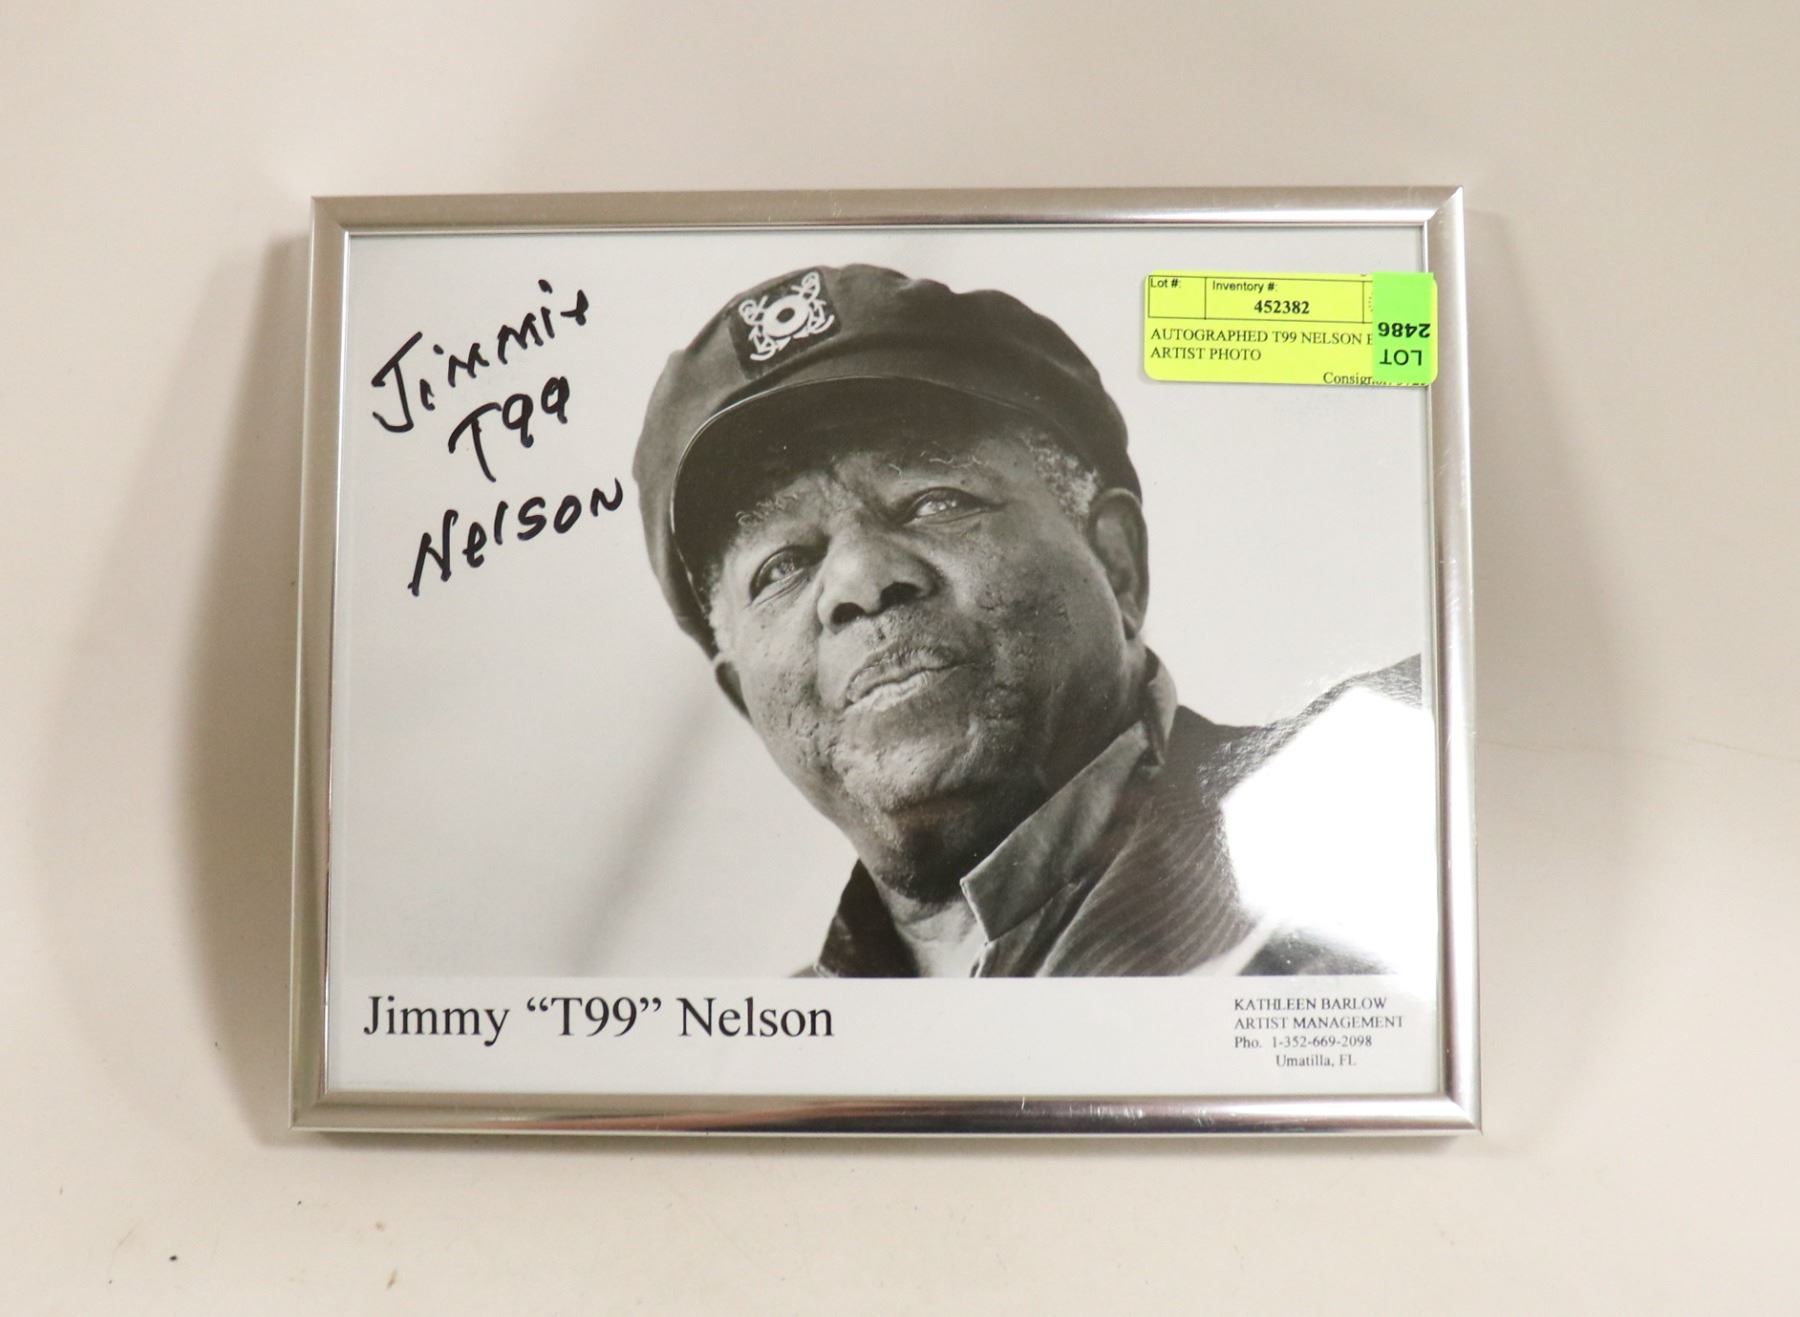 Jimmie
T99
Nelson
Lot #:
Inventory #:
452382
AUTOGRAPHED T99 NELSON
ARTIST PHOTO
LOT
2486
Jimmy “T99” Nelson
KATHLEEN BARLOW
ARTIST MANAGEMENT
Pho. 1-352-669-2098
Umatilla, FL